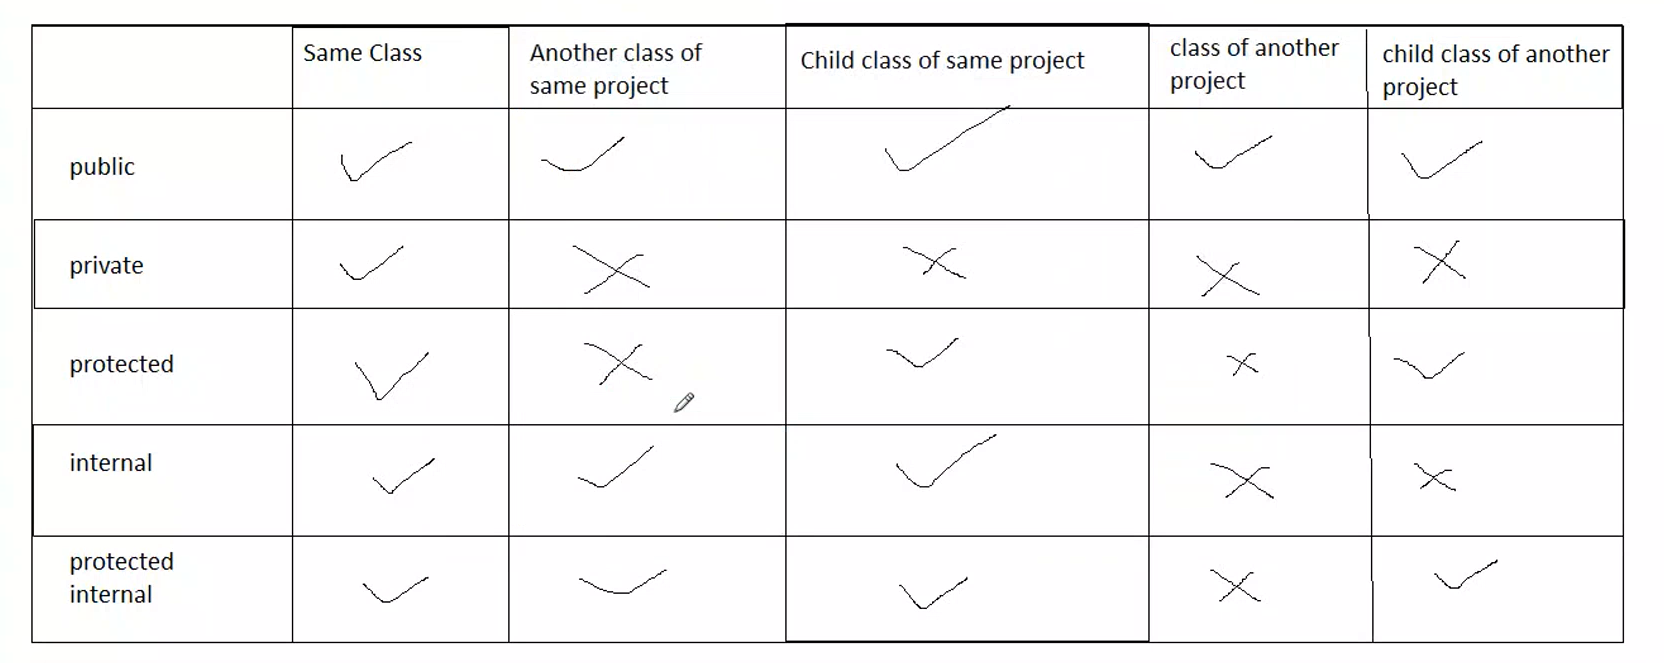 Same Class
Another class of
same project
Child class of same project
class of another
project
child class of another
project
public
private
protected
internal
protected
internal